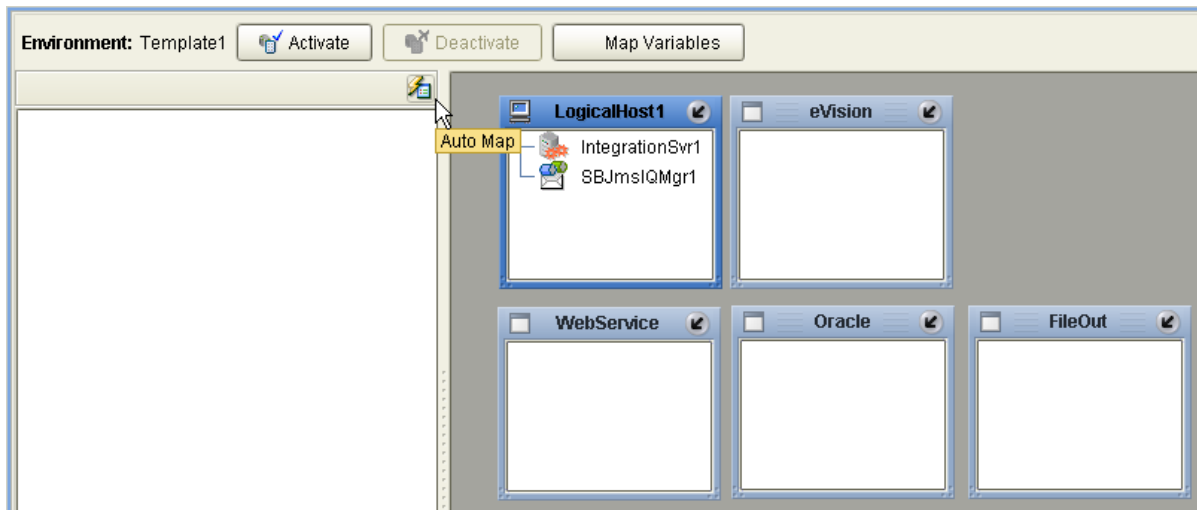 Environment: Template1 Activate Deactivate Map Variables
LogicalHost1 eVision
Auto Map IntegrationSvr1
SBJmsIQMgr1
WebService Oracle FileOut